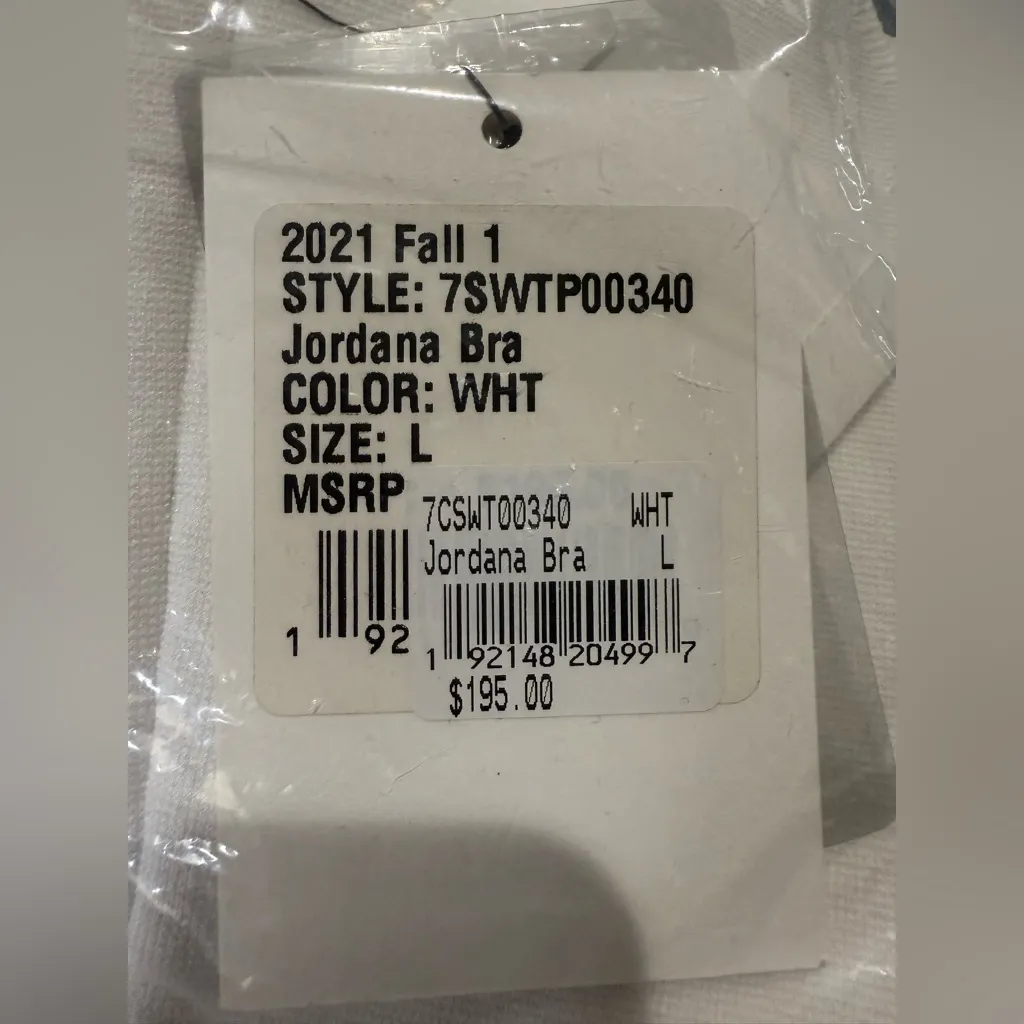 2021 Fall 1
STYLE: 7SWTP00340
Jordana Bra
COLOR: WHT
SIZE: L
MSRP
1 92
7CSWT00340 WHT
Jordana Bra L
1 92148 20499 7
$195.00